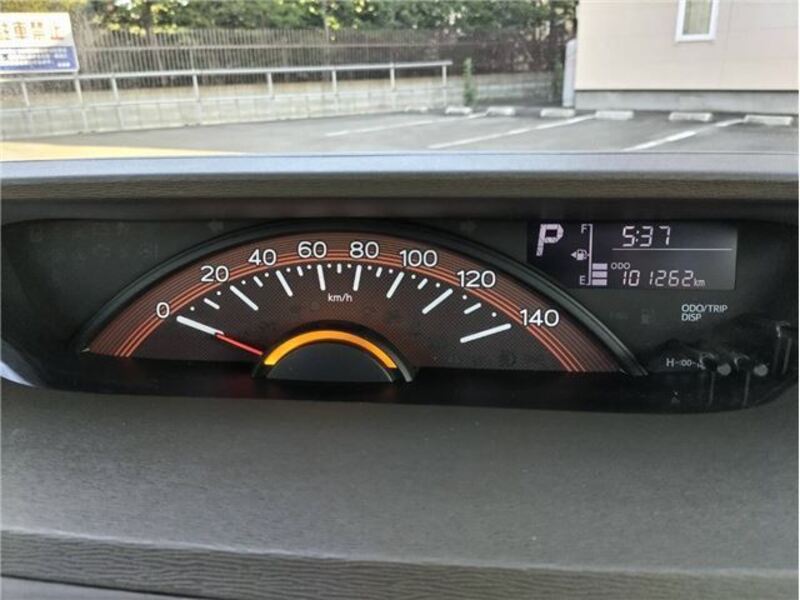 駐車禁止
0 20 40 60 80 100 120 140
km/h
P
F
5:37
ODO
E
101262km
ODO/TRIP
DISP